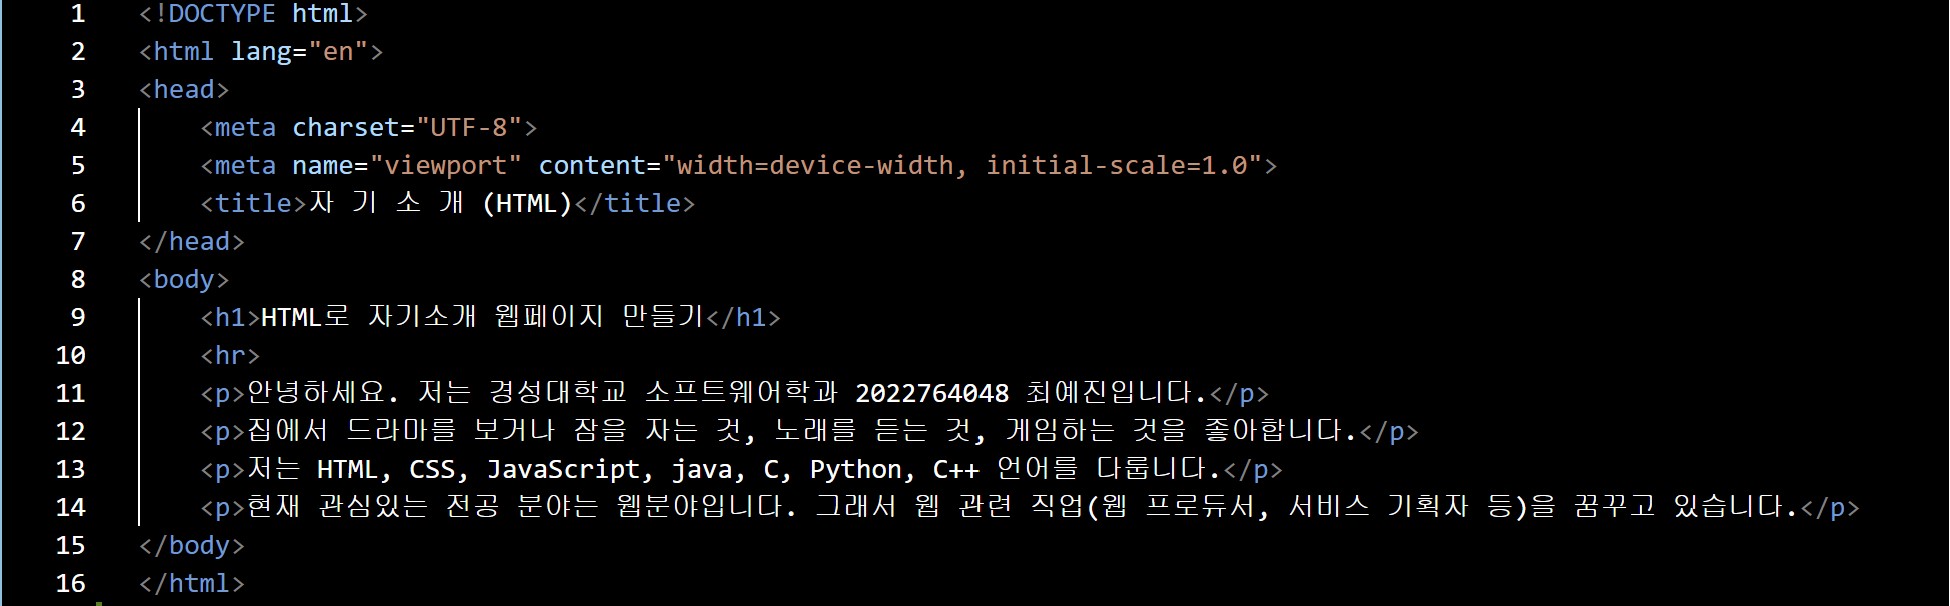 1 <!DOCTYPE html>
2 <html lang="en">
3 <head>
4 <meta charset="UTF-8">
5 <meta name="viewport" content="width=device-width, initial-scale=1.0">
6 <title>자 기 소 개 (HTML)</title>
7 </head>
8 <body>
9 <h1>HTML로 자기소개 웹페이지 만들기</h1>
10 <hr>
11 <p>안녕하세요. 저는 경성대학교 소프트웨어학과 2022764048 최예진입니다.</p>
12 <p>집에서 드라마를 보거나 잠을 자는 것, 노래를 듣는 것, 게임하는 것을 좋아합니다.</p>
13 <p>저는 HTML, CSS, JavaScript, java, C, Python, C++ 언어를 다룹니다.</p>
14 <p>현재 관심있는 전공 분야는 웹분야입니다. 그래서 웹 관련 직업(웹 프로듀서, 서비스 기획자 등)을 꿈꾸고 있습니다.</p>
15 </body>
16 </html>